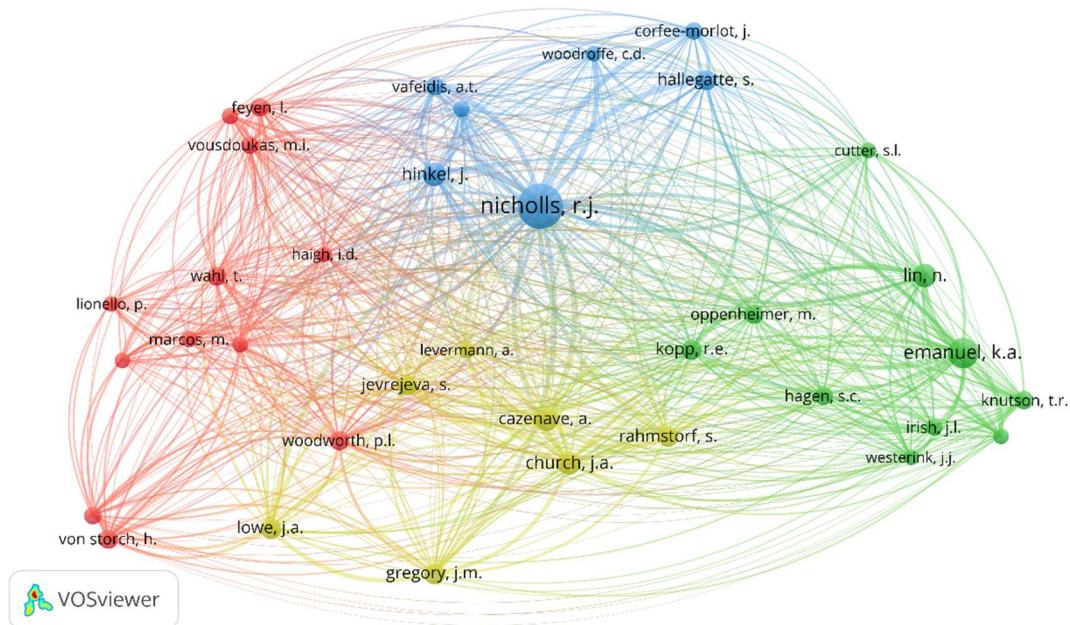 corfee-morlot, j.
woodroffe, c.d.
hallegatte, s.
vafeidis, a.t.
feyen, l.
vousdoukas, m.i.
cutter, s.l.
hinkel, j.
nicholls, r.j.
haigh, i.d.
wahl, t.
lin, n.
lionello, p.
oppenheimer, m.
marcos, m.
levermann, a.
kopp, r.e.
emanuel, k.a.
jevrejeva, s.
hagen, s.c.
knutson, t.r.
cazenave, a.
irish, j.l.
rahmstorf, s.
woodworth, p.l.
westerink, j.j.
church, j.a.
lowe, j.a.
von storch, h.
gregory, j.m.
VOSviewer